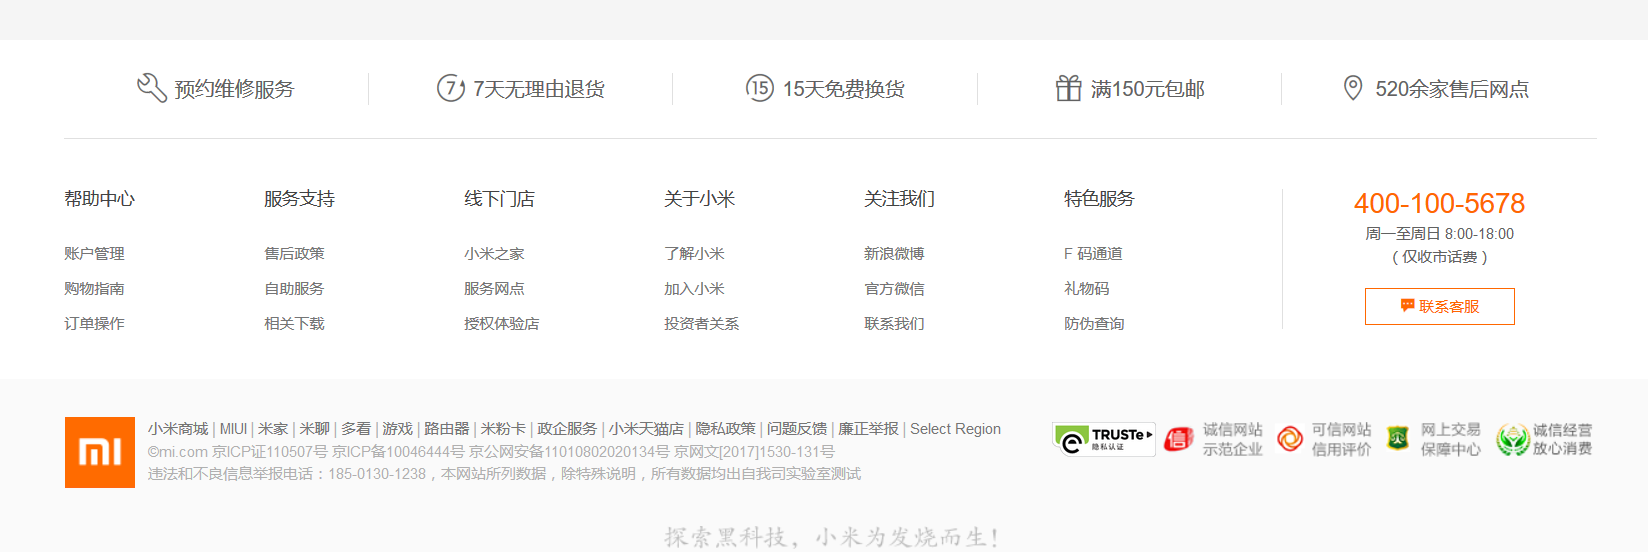 预约维修服务
7 7天无理由退货
15 15天免费换货
满150元包邮
520余家售后网点
帮助中心
账户管理
购物指南
订单操作
服务支持
售后政策
自助服务
相关下载
线下门店
小米之家
服务网点
授权体验店
关于小米
了解小米
加入小米
投资者关系
关注我们
新浪微博
官方微信
联系我们
特色服务
F 码通道
礼物码
防伪查询
400-100-5678
周一至周日 8:00-18:00
（仅收市话费）
联系客服
mi
小米商城 | MIUI | 米家 | 米聊 | 多看 | 游戏 | 路由器 | 米粉卡 | 政企服务 | 小米天猫店 | 隐私政策 | 问题反馈 | 廉正举报 | Select Region
©mi.com 京ICP证110507号 京ICP备10046444号 京公网安备11010802020134号 京网文[2017]1530-131号
违法和不良信息举报电话：185-0130-1238，本网站所列数据，除特殊说明，所有数据均出自我司实验室测试
TRUSTe
隐私认证
信
诚信网站
示范企业
可信网站
信用评价
网上交易
保障中心
诚信经营
放心消费
探索黑科技，小米为发烧而生！